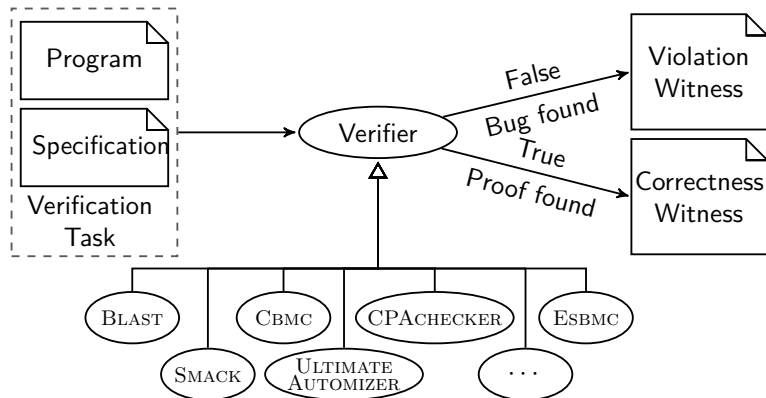 Program
Specification
Verification
Task
Verifier
False
Bug found
True
Proof found
Violation
Witness
Correctness
Witness
BLAST
CBMC
CPACHECKER
ESBMC
SMACK
ULTIMATE
AUTOMIZER
...